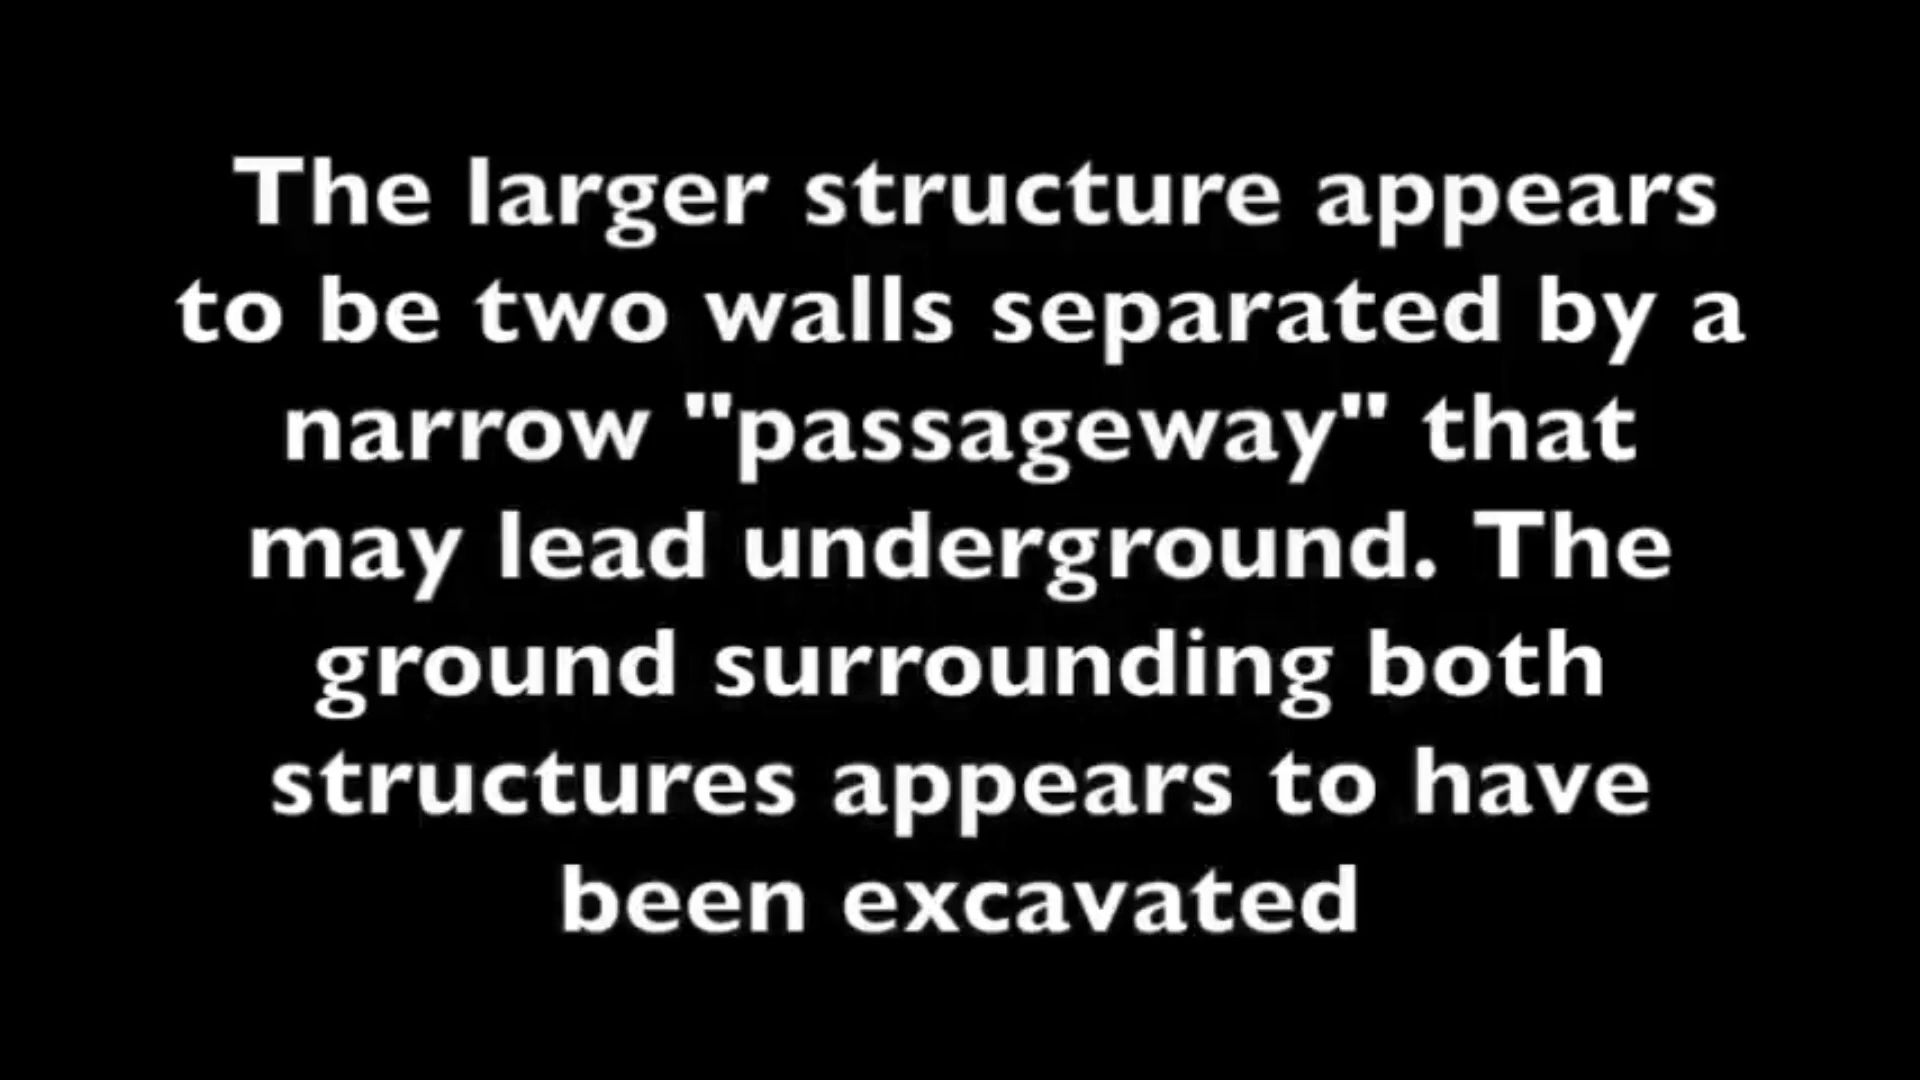 The larger structure appears
to be two walls separated by a
narrow "passageway" that
may lead underground. The
ground surrounding both
structures appears to have
been excavated